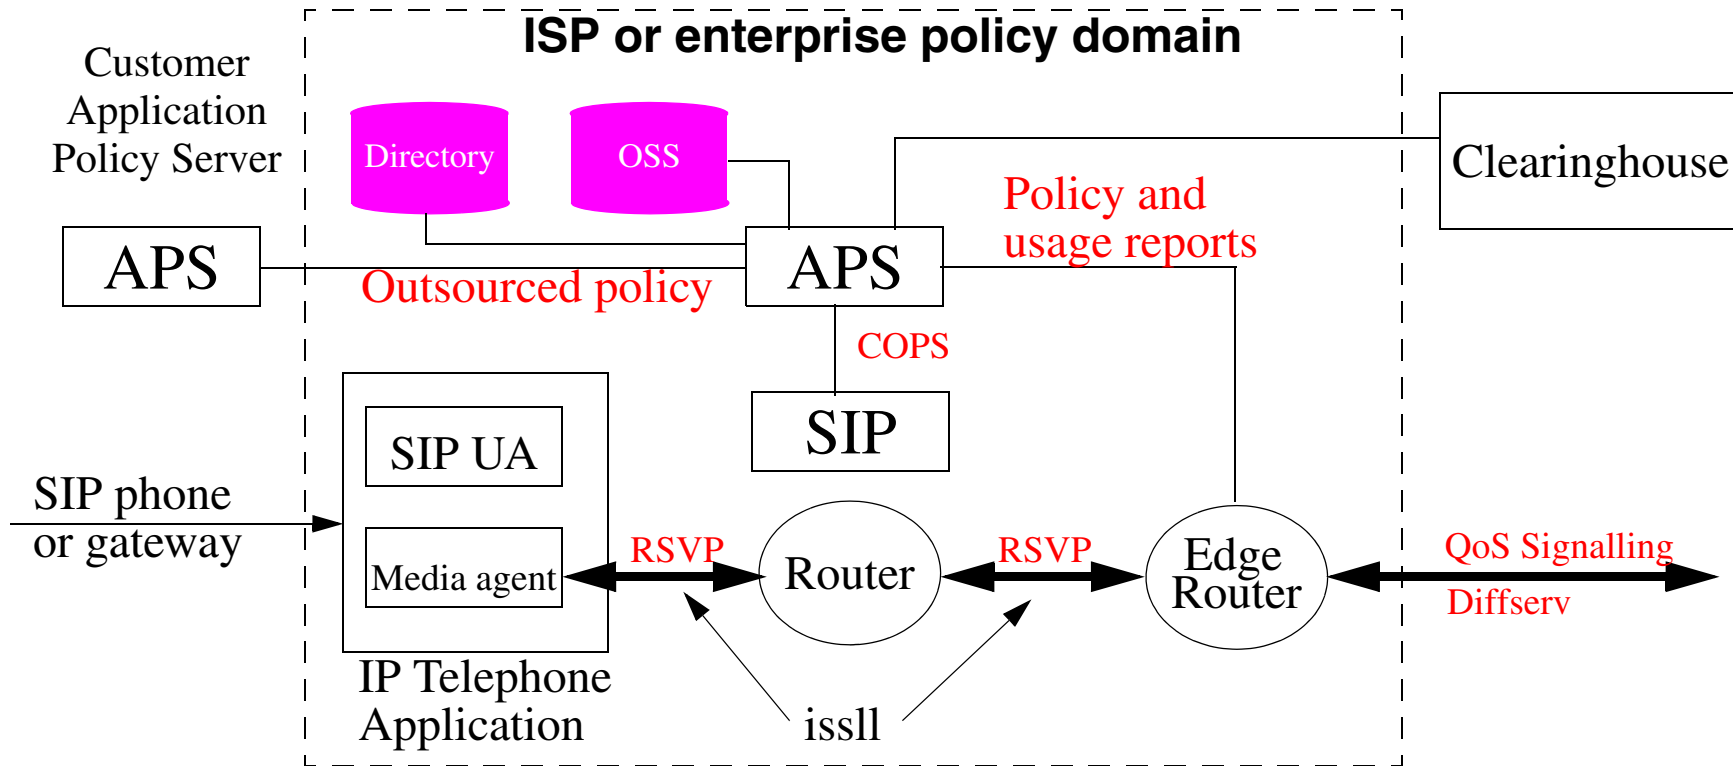 ISP or enterprise policy domain
Customer
Application
Policy Server
Directory
OSS
Clearinghouse
Policy and
usage reports
APS
APS
Outsourced policy
COPS
SIP
SIP UA
SIP phone
or gateway
Media agent
RSVP
Router
RSVP
Edge
Router
QoS Signalling
Diffserv
IP Telephone
Application
issll